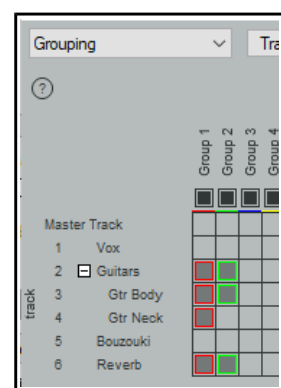 Grouping
Tra
?
Group 1
Group 2
Group 3
Group 4
Master Track
1 Vox
2 Guitars
3 Gtr Body
4 Gtr Neck
5 Bouzouki
6 Reverb
track